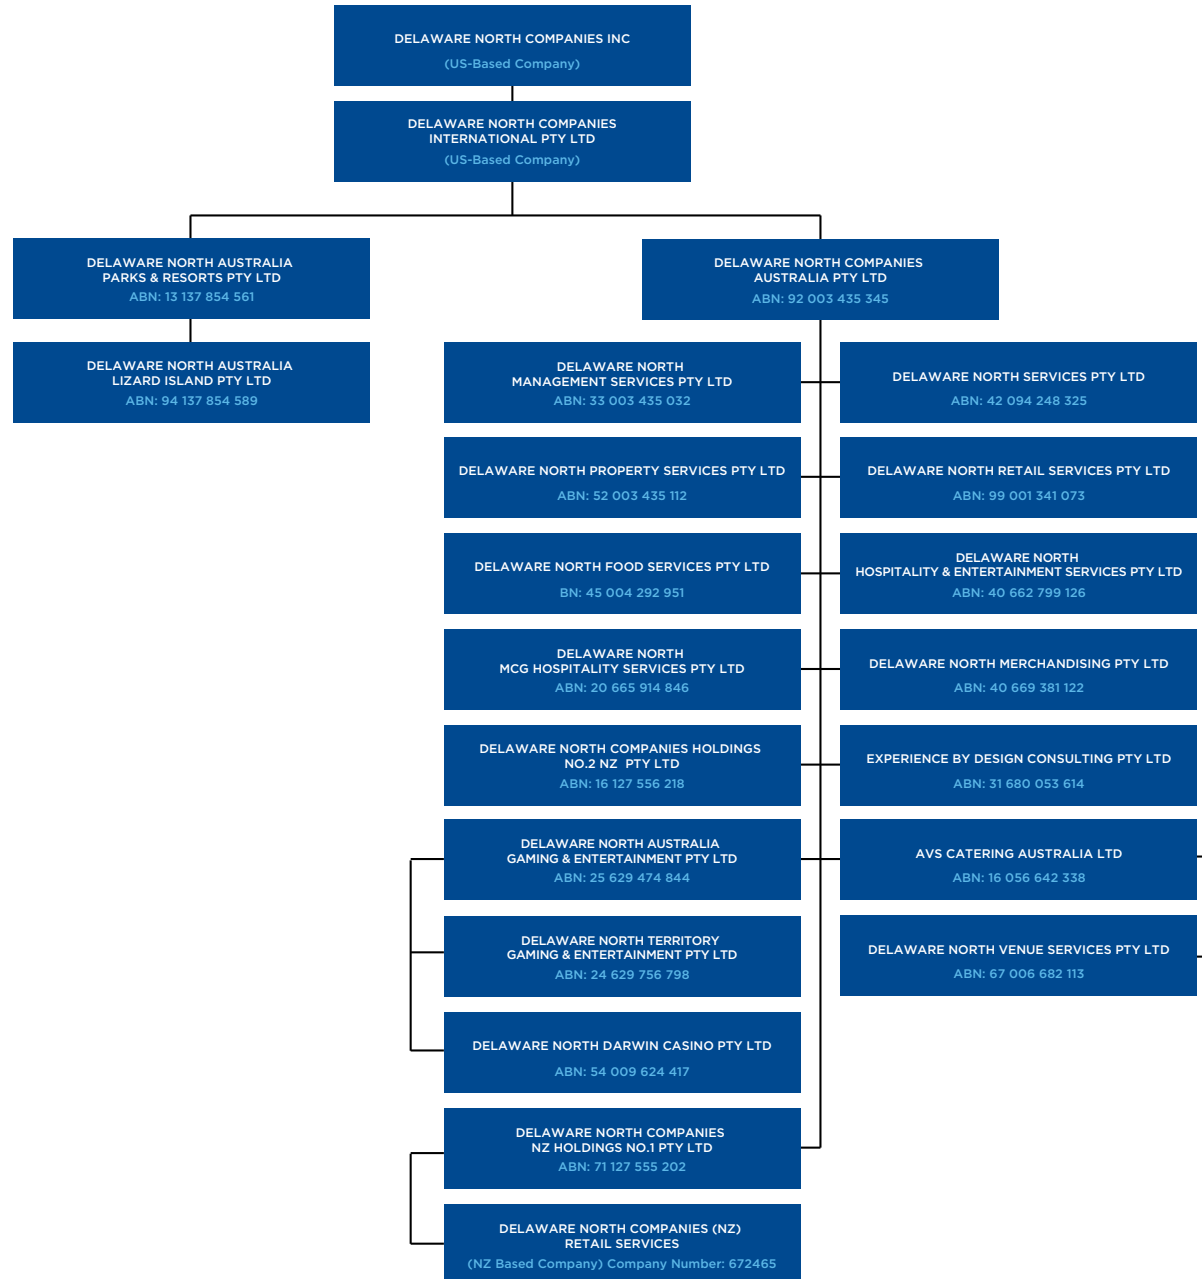 DELAWARE NORTH COMPANIES INC
(US-Based Company)
DELAWARE NORTH COMPANIES
INTERNATIONAL PTY LTD
(US-Based Company)
DELAWARE NORTH AUSTRALIA
PARKS & RESORTS PTY LTD
ABN: 13 137 854 561
DELAWARE NORTH COMPANIES
AUSTRALIA PTY LTD
ABN: 92 003 435 345
DELAWARE NORTH AUSTRALIA
LIZARD ISLAND PTY LTD
ABN: 94 137 854 589
DELAWARE NORTH
MANAGEMENT SERVICES PTY LTD
ABN: 33 003 435 032
DELAWARE NORTH SERVICES PTY LTD
ABN: 42 094 248 325
DELAWARE NORTH PROPERTY SERVICES PTY LTD
ABN: 52 003 435 112
DELAWARE NORTH RETAIL SERVICES PTY LTD
ABN: 99 001 341 073
DELAWARE NORTH FOOD SERVICES PTY LTD
BN: 45 004 292 951
DELAWARE NORTH
HOSPITALITY & ENTERTAINMENT SERVICES PTY LTD
ABN: 40 662 799 126
DELAWARE NORTH
MCG HOSPITALITY SERVICES PTY LTD
ABN: 20 665 914 846
DELAWARE NORTH MERCHANDISING PTY LTD
ABN: 40 669 381 122
DELAWARE NORTH COMPANIES HOLDINGS
NO.2 NZ PTY LTD
ABN: 16 127 556 218
EXPERIENCE BY DESIGN CONSULTING PTY LTD
ABN: 31 680 053 614
DELAWARE NORTH AUSTRALIA
GAMING & ENTERTAINMENT PTY LTD
ABN: 25 629 474 844
AVS CATERING AUSTRALIA LTD
ABN: 16 056 642 338
DELAWARE NORTH TERRITORY
GAMING & ENTERTAINMENT PTY LTD
ABN: 24 629 756 798
DELAWARE NORTH VENUE SERVICES PTY LTD
ABN: 67 006 682 113
DELAWARE NORTH DARWIN CASINO PTY LTD
ABN: 54 009 624 417
DELAWARE NORTH COMPANIES
NZ HOLDINGS NO.1 PTY LTD
ABN: 71 127 555 202
DELAWARE NORTH COMPANIES (NZ)
RETAIL SERVICES
(NZ Based Company) Company Number: 672465